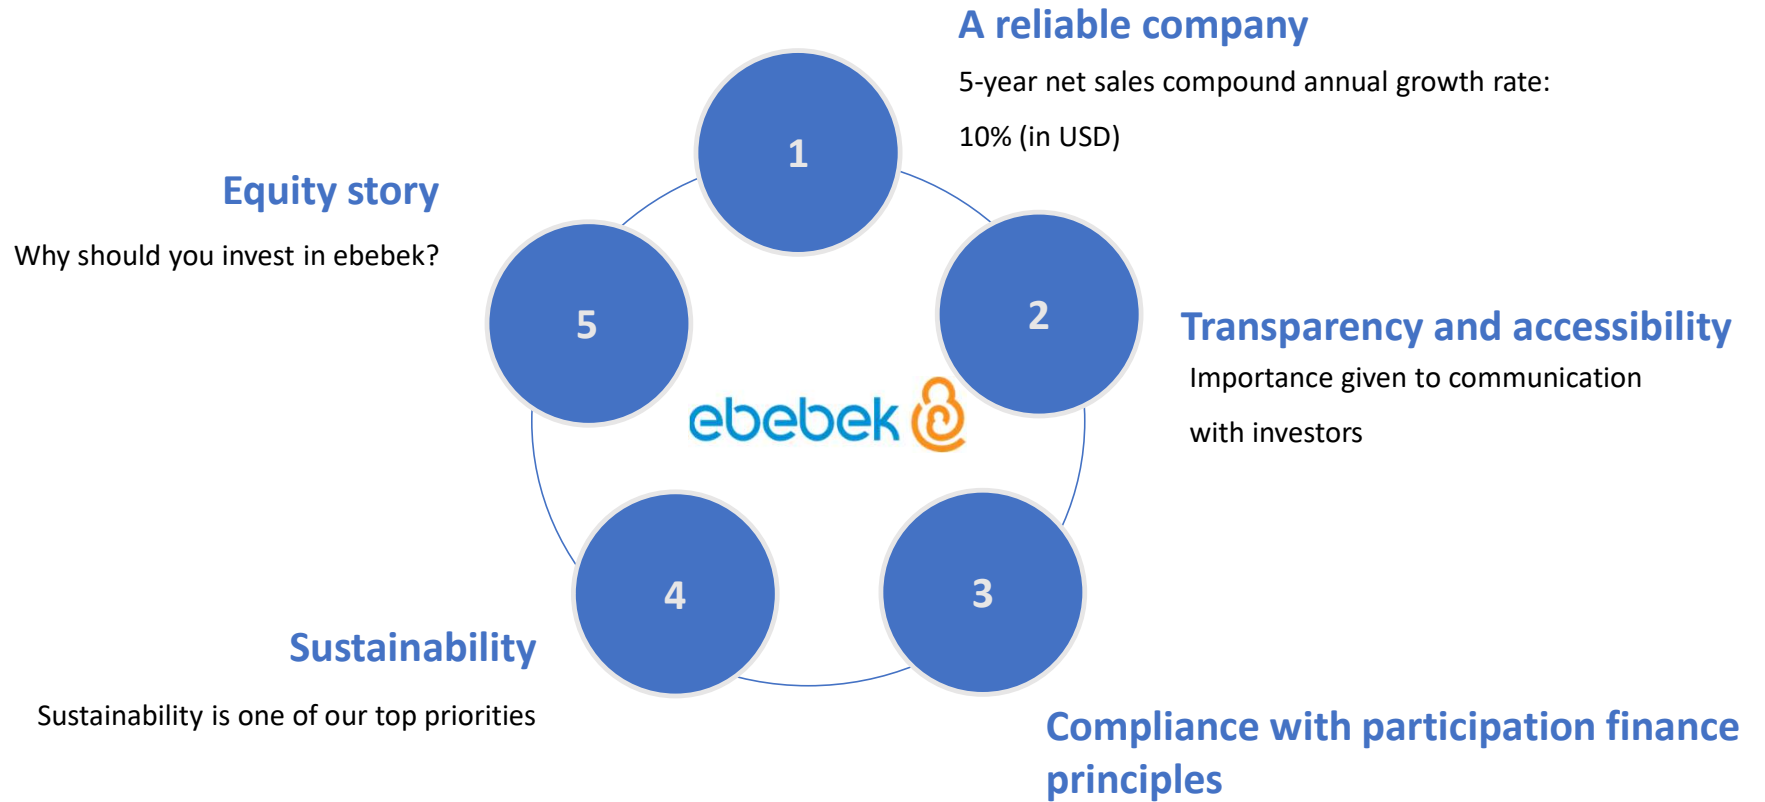 1
A reliable company
5-year net sales compound annual growth rate:
10% (in USD)
2
Transparency and accessibility
Importance given to communication
with investors
3
Compliance with participation finance
principles
4
Sustainability
Sustainability is one of our top priorities
5
Equity story
Why should you invest in ebebek?
ebebek